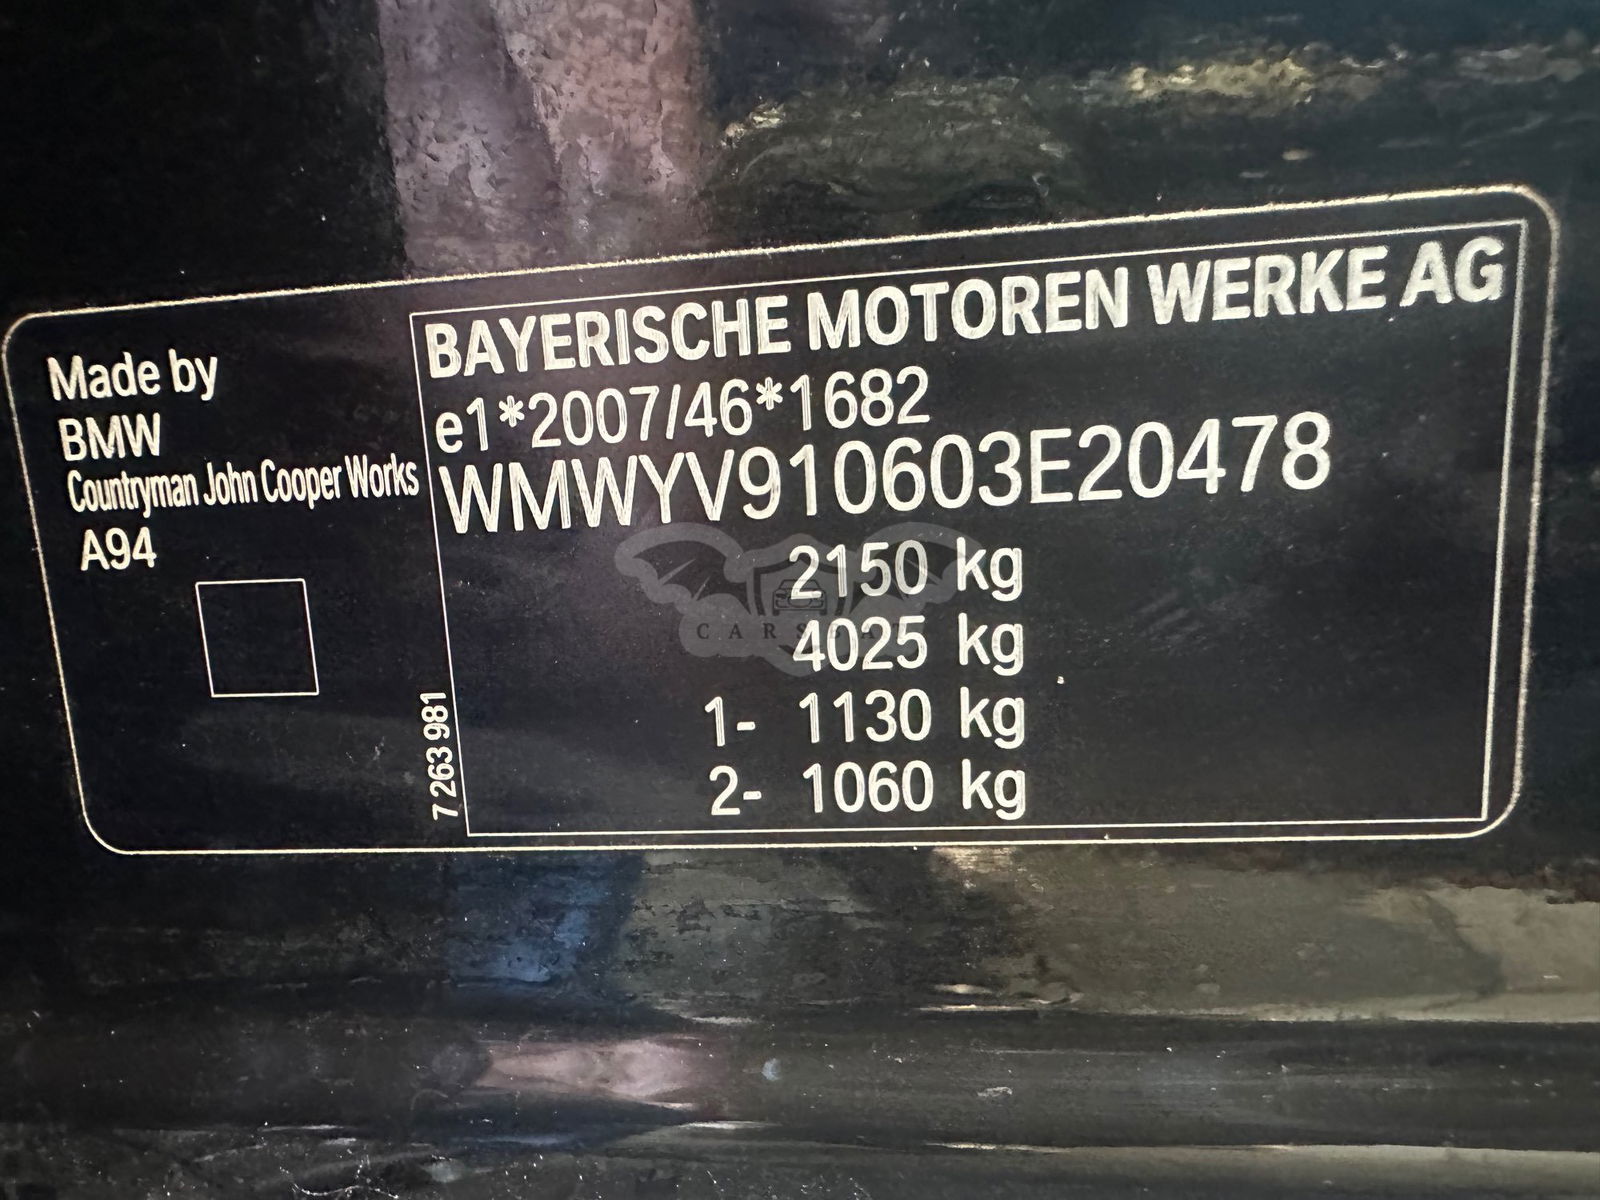 Made by
BMW
Countryman John Cooper Works
A94
7 263 981
BAYERISCHE MOTOREN WERKE AG
e1*2007/46*1682
WMWYV910603E20478
2150 kg
4025 kg
1- 1130 kg
2- 1060 kg